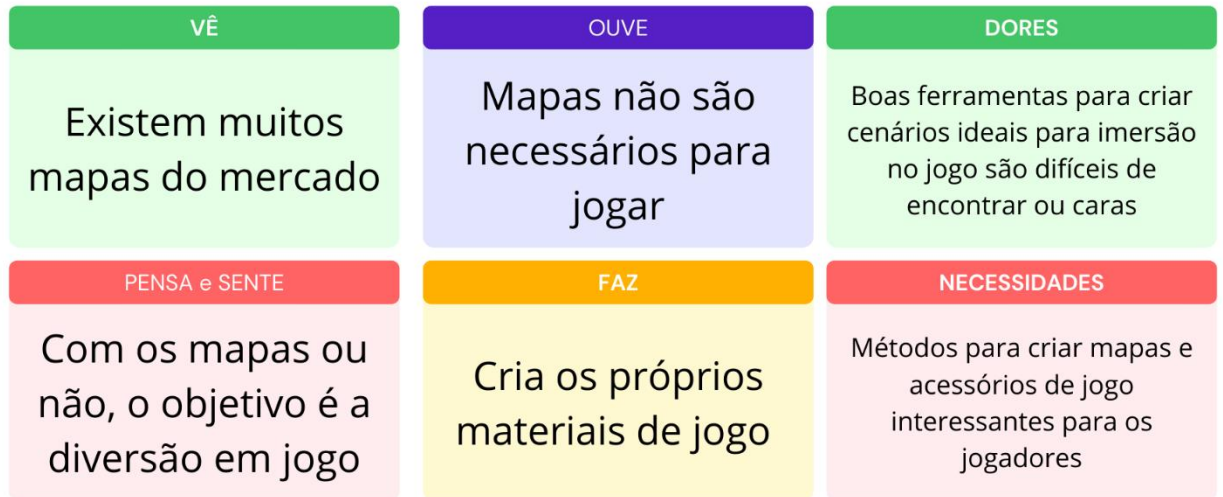 VÊ
Existem muitos
mapas do mercado
OUVE
Mapas não são
necessários para
jogar
DORES
Boas ferramentas para criar
cenários ideais para imersão
no jogo são difíceis de
encontrar ou caras
PENSA e SENTE
Com os mapas ou
não, o objetivo é a
diversão em jogo
FAZ
Cria os próprios
materiais de jogo
NECESSIDADES
Métodos para criar mapas e
acessórios de jogo
interessantes para os
jogadores